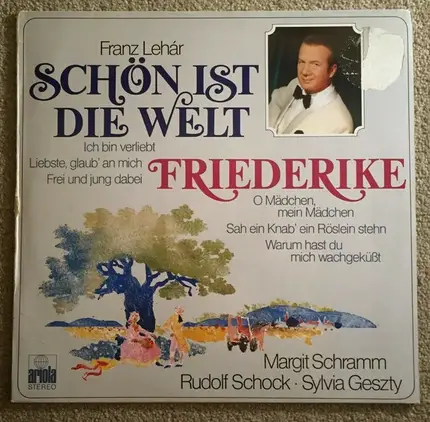 Franz Lehár
SCHÖN IST
DIE WELT
Ich bin verliebt
Liebste, glaub' an mich
Frei und jung dabei
FRIEDERIKE
O Mädchen,
mein Mädchen
Sah ein Knab' ein Röslein stehn
Warum hast du
mich wachgeküßt
Margit Schramm
Rudolf Schock · Sylvia Geszty
ariola
STEREO